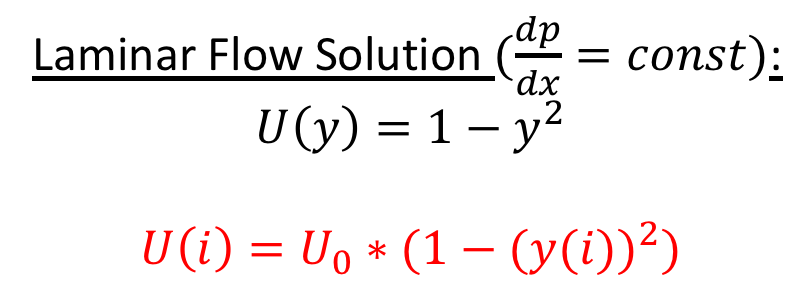 Laminar Flow Solution (dp/dx = const):
U(y) = 1 − y²
U(i) = U₀ * (1 − (y(i))²)